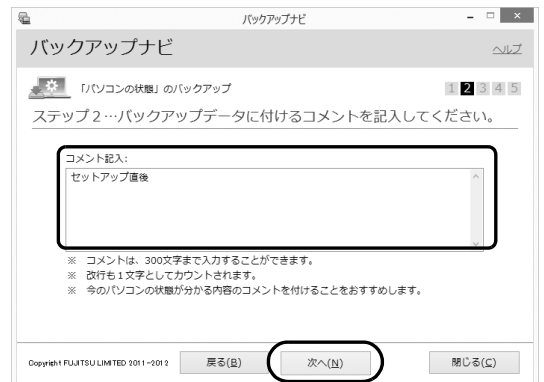 バックアップナビ
バックアップナビ
ヘルプ
「パソコンの状態」のバックアップ
1 2 3 4 5
ステップ2…バックアップデータに付けるコメントを記入してください。
コメント記入:
セットアップ直後
※ コメントは、300文字まで入力することができます。
※ 改行も1文字としてカウントされます。
※ 今のパソコンの状態が分かる内容のコメントを付けることをおすすめします。
Copyright FUJITSU LIMITED 2011-2012
戻る(B)
次へ(N)
閉じる(C)